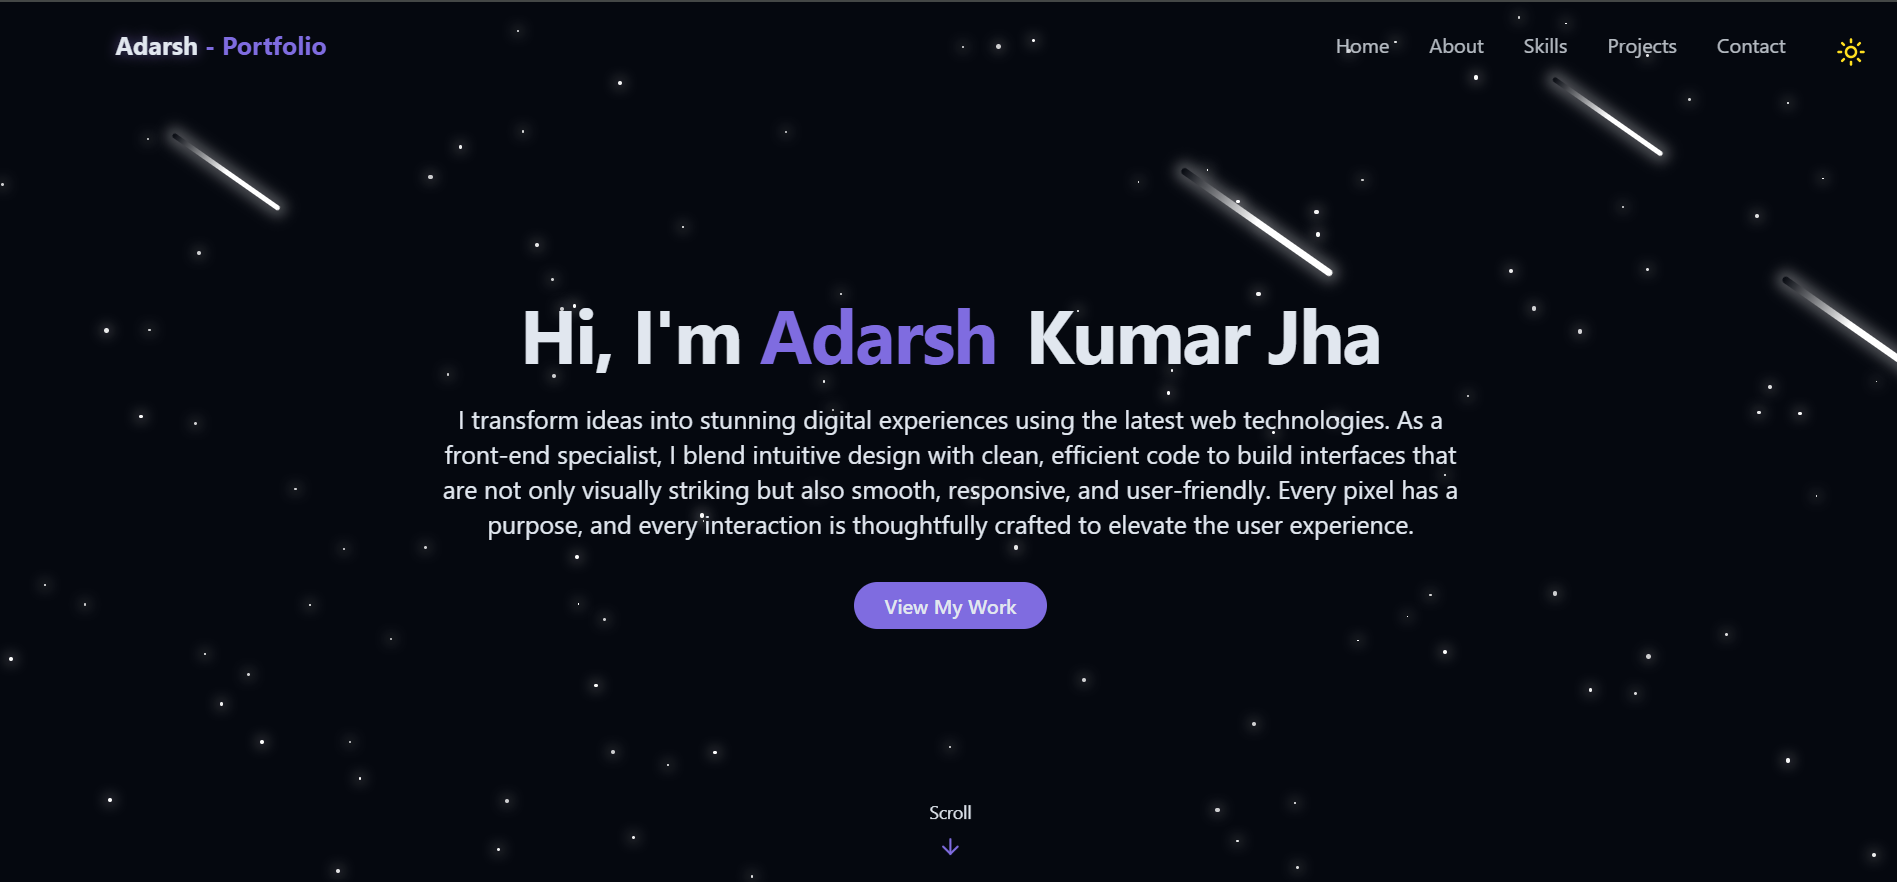 Adarsh - Portfolio
Home About Skills Projects Contact
Hi, I'm Adarsh Kumar Jha
I transform ideas into stunning digital experiences using the latest web technologies. As a
front-end specialist, I blend intuitive design with clean, efficient code to build interfaces that
are not only visually striking but also smooth, responsive, and user-friendly. Every pixel has a
purpose, and every interaction is thoughtfully crafted to elevate the user experience.
View My Work
Scroll